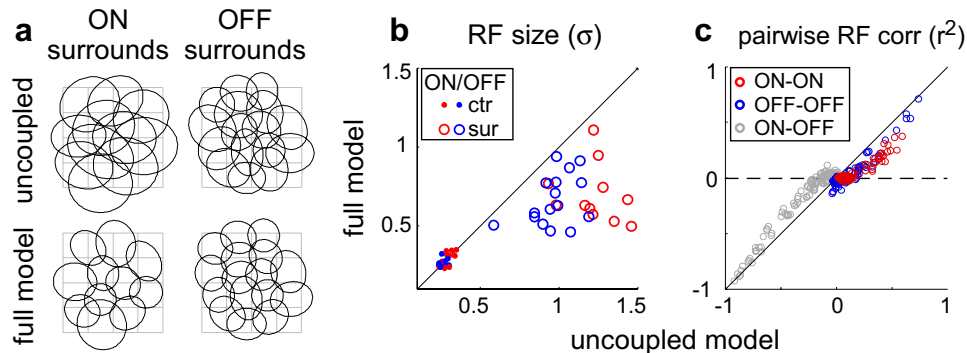 a
ON
surrounds
OFF
surrounds
uncoupled
full model
b
RF size (σ)
ON/OFF
ctr
sur
1.5
1
0.5
full model
0.5
1
1.5
c
pairwise RF corr (r²)
ON-ON
OFF-OFF
ON-OFF
1
0
-1
-1
0
1
uncoupled model